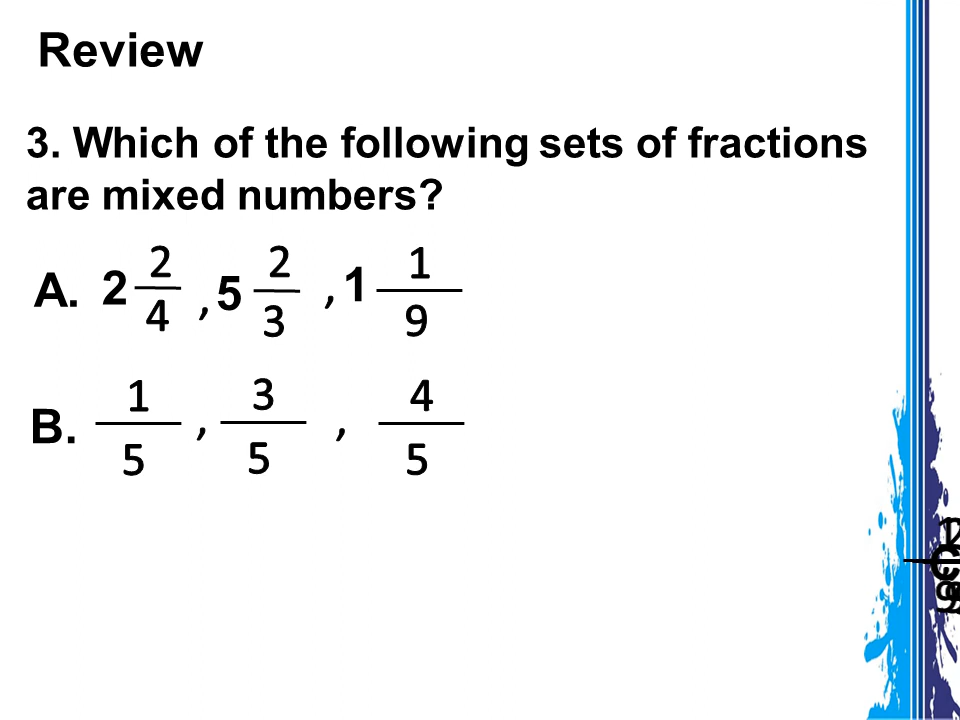 Review
3. Which of the following sets of fractions
are mixed numbers?
A. 2 2/4 , 5 2/3 , 1 1/9
B. 1/5 , 3/5 , 4/5